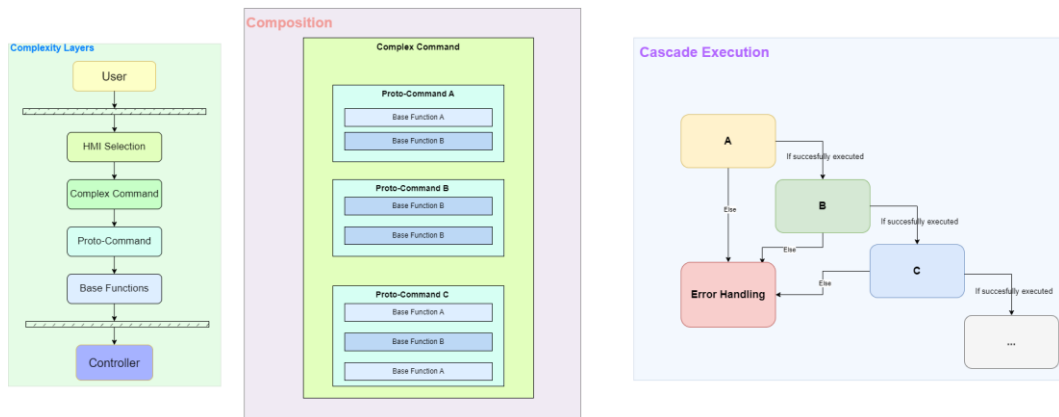 Complexity Layers
User
HMI Selection
Complex Command
Proto-Command
Base Functions
Controller
Composition
Complex Command
Proto-Command A
Base Function A
Base Function B
Proto-Command B
Base Function B
Base Function B
Proto-Command C
Base Function A
Base Function B
Base Function A
Cascade Execution
A
If succesfully executed
Else
B
If succesfully executed
Else
C
If succesfully executed
Else
Error Handling
...